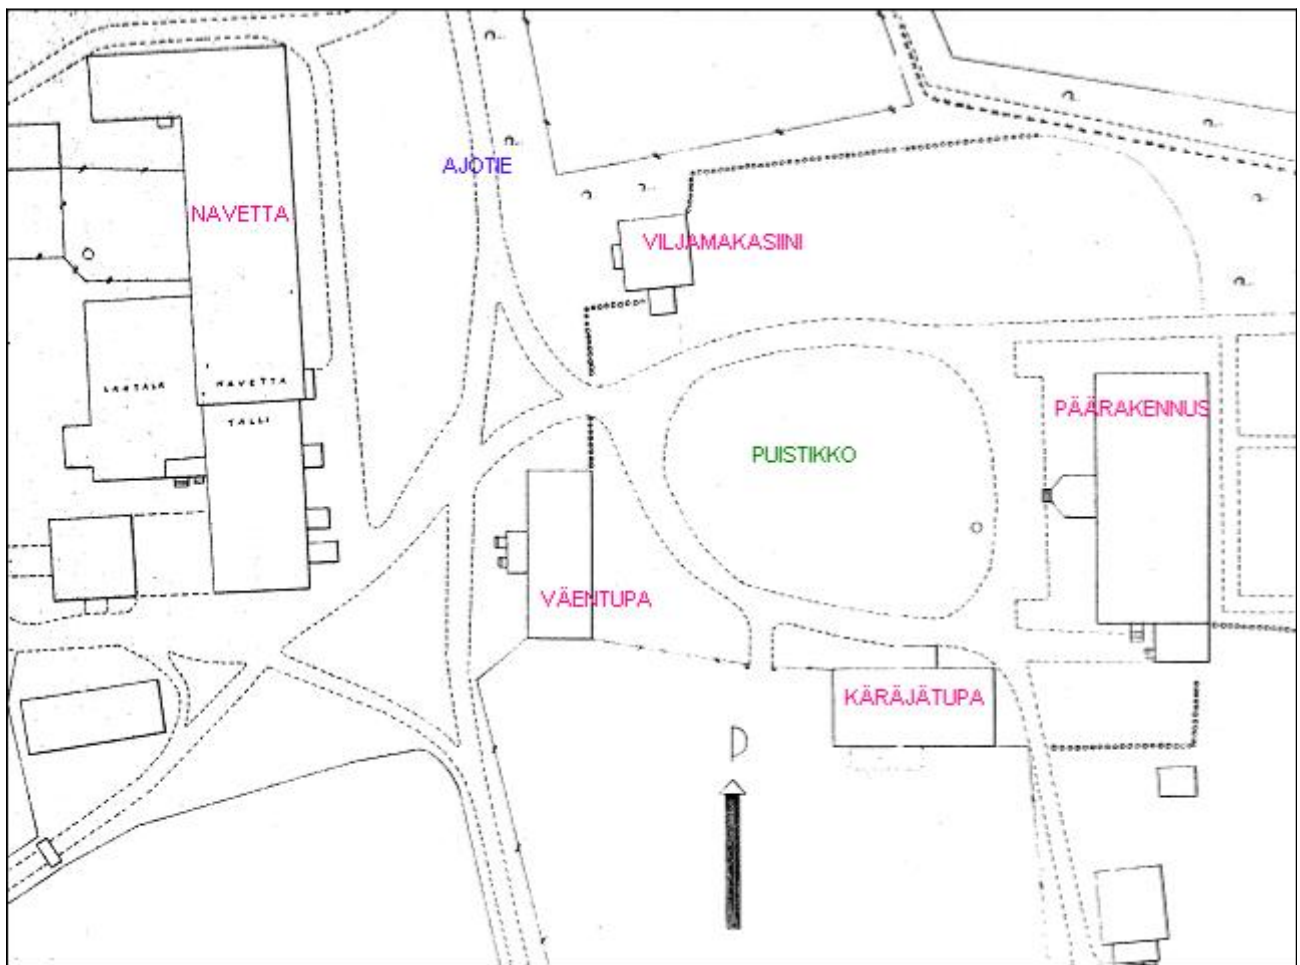 AJOTIE
NAVETTA
VILJAMAKASIINI
LANTALA
NAVETTA
TALLI
PÄÄRAKENNUS
PUISTIKKO
VÄENTUPA
KÄRÄJÄTUPA